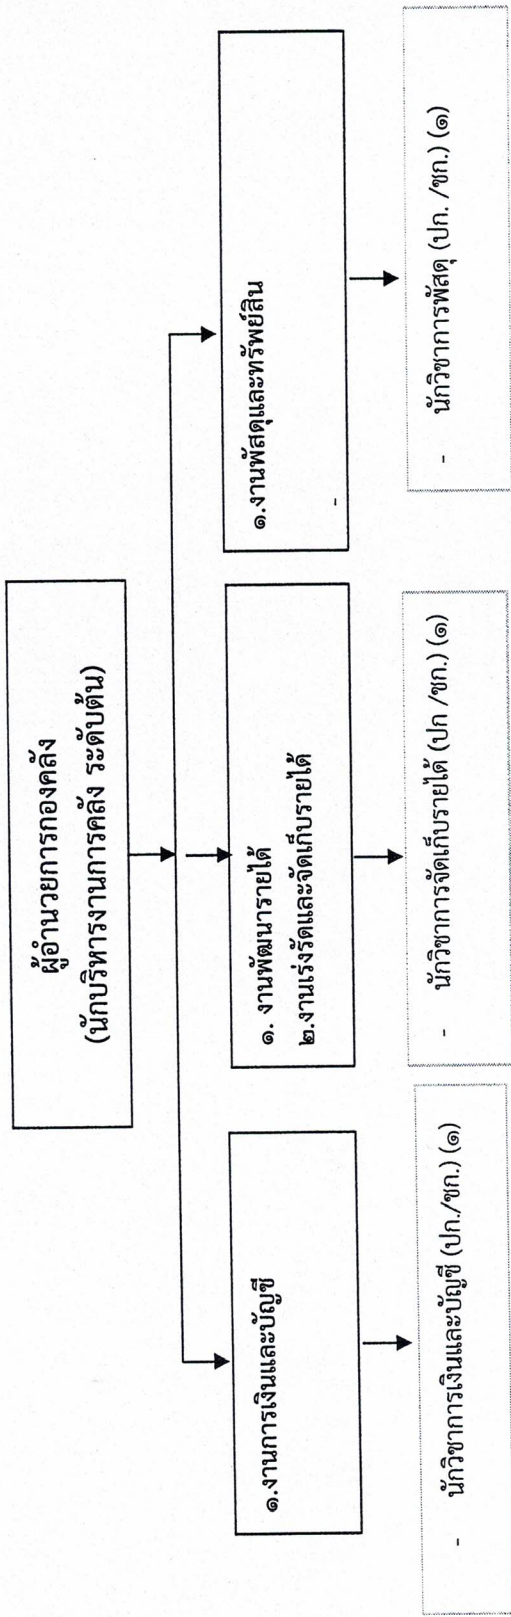 ผู้อำนวยการกองคลัง
(นักบริหารงานการคลัง ระดับต้น)
๑.งานการเงินและบัญชี
- นักวิชาการเงินและบัญชี (ปก./ชก.) (๑)
๑. งานพัฒนารายได้
๒.งานเร่งรัดและจัดเก็บรายได้
- นักวิชาการจัดเก็บรายได้ (ปก /ชก.) (๑)
๑.งานพัสดุและทรัพย์สิน
-
- นักวิชาการพัสดุ (ปก. /ชก.) (๑)